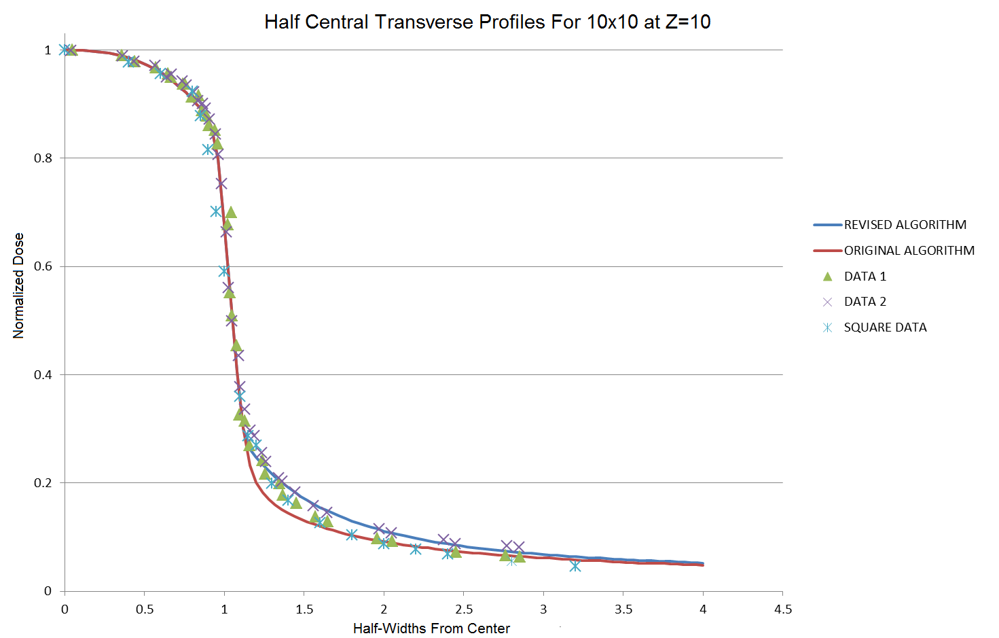 Half Central Transverse Profiles For 10x10 at Z=10
1
0.8
0.6
0.4
0.2
0
Normalized Dose
0 0.5 1 1.5 2 2.5 3 3.5 4 4.5
Half-Widths From Center
REVISED ALGORITHM
ORIGINAL ALGORITHM
DATA 1
DATA 2
SQUARE DATA